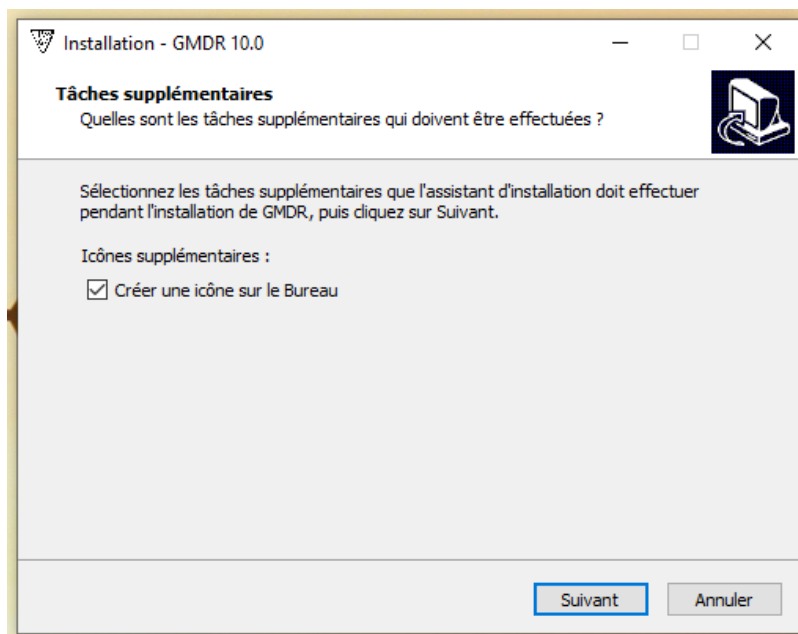 Installation - GMDR 10.0
Tâches supplémentaires
Quelles sont les tâches supplémentaires qui doivent être effectuées ?
Sélectionnez les tâches supplémentaires que l'assistant d'installation doit effectuer
pendant l'installation de GMDR, puis cliquez sur Suivant.
Icônes supplémentaires :
Créer une icône sur le Bureau
Suivant Annuler